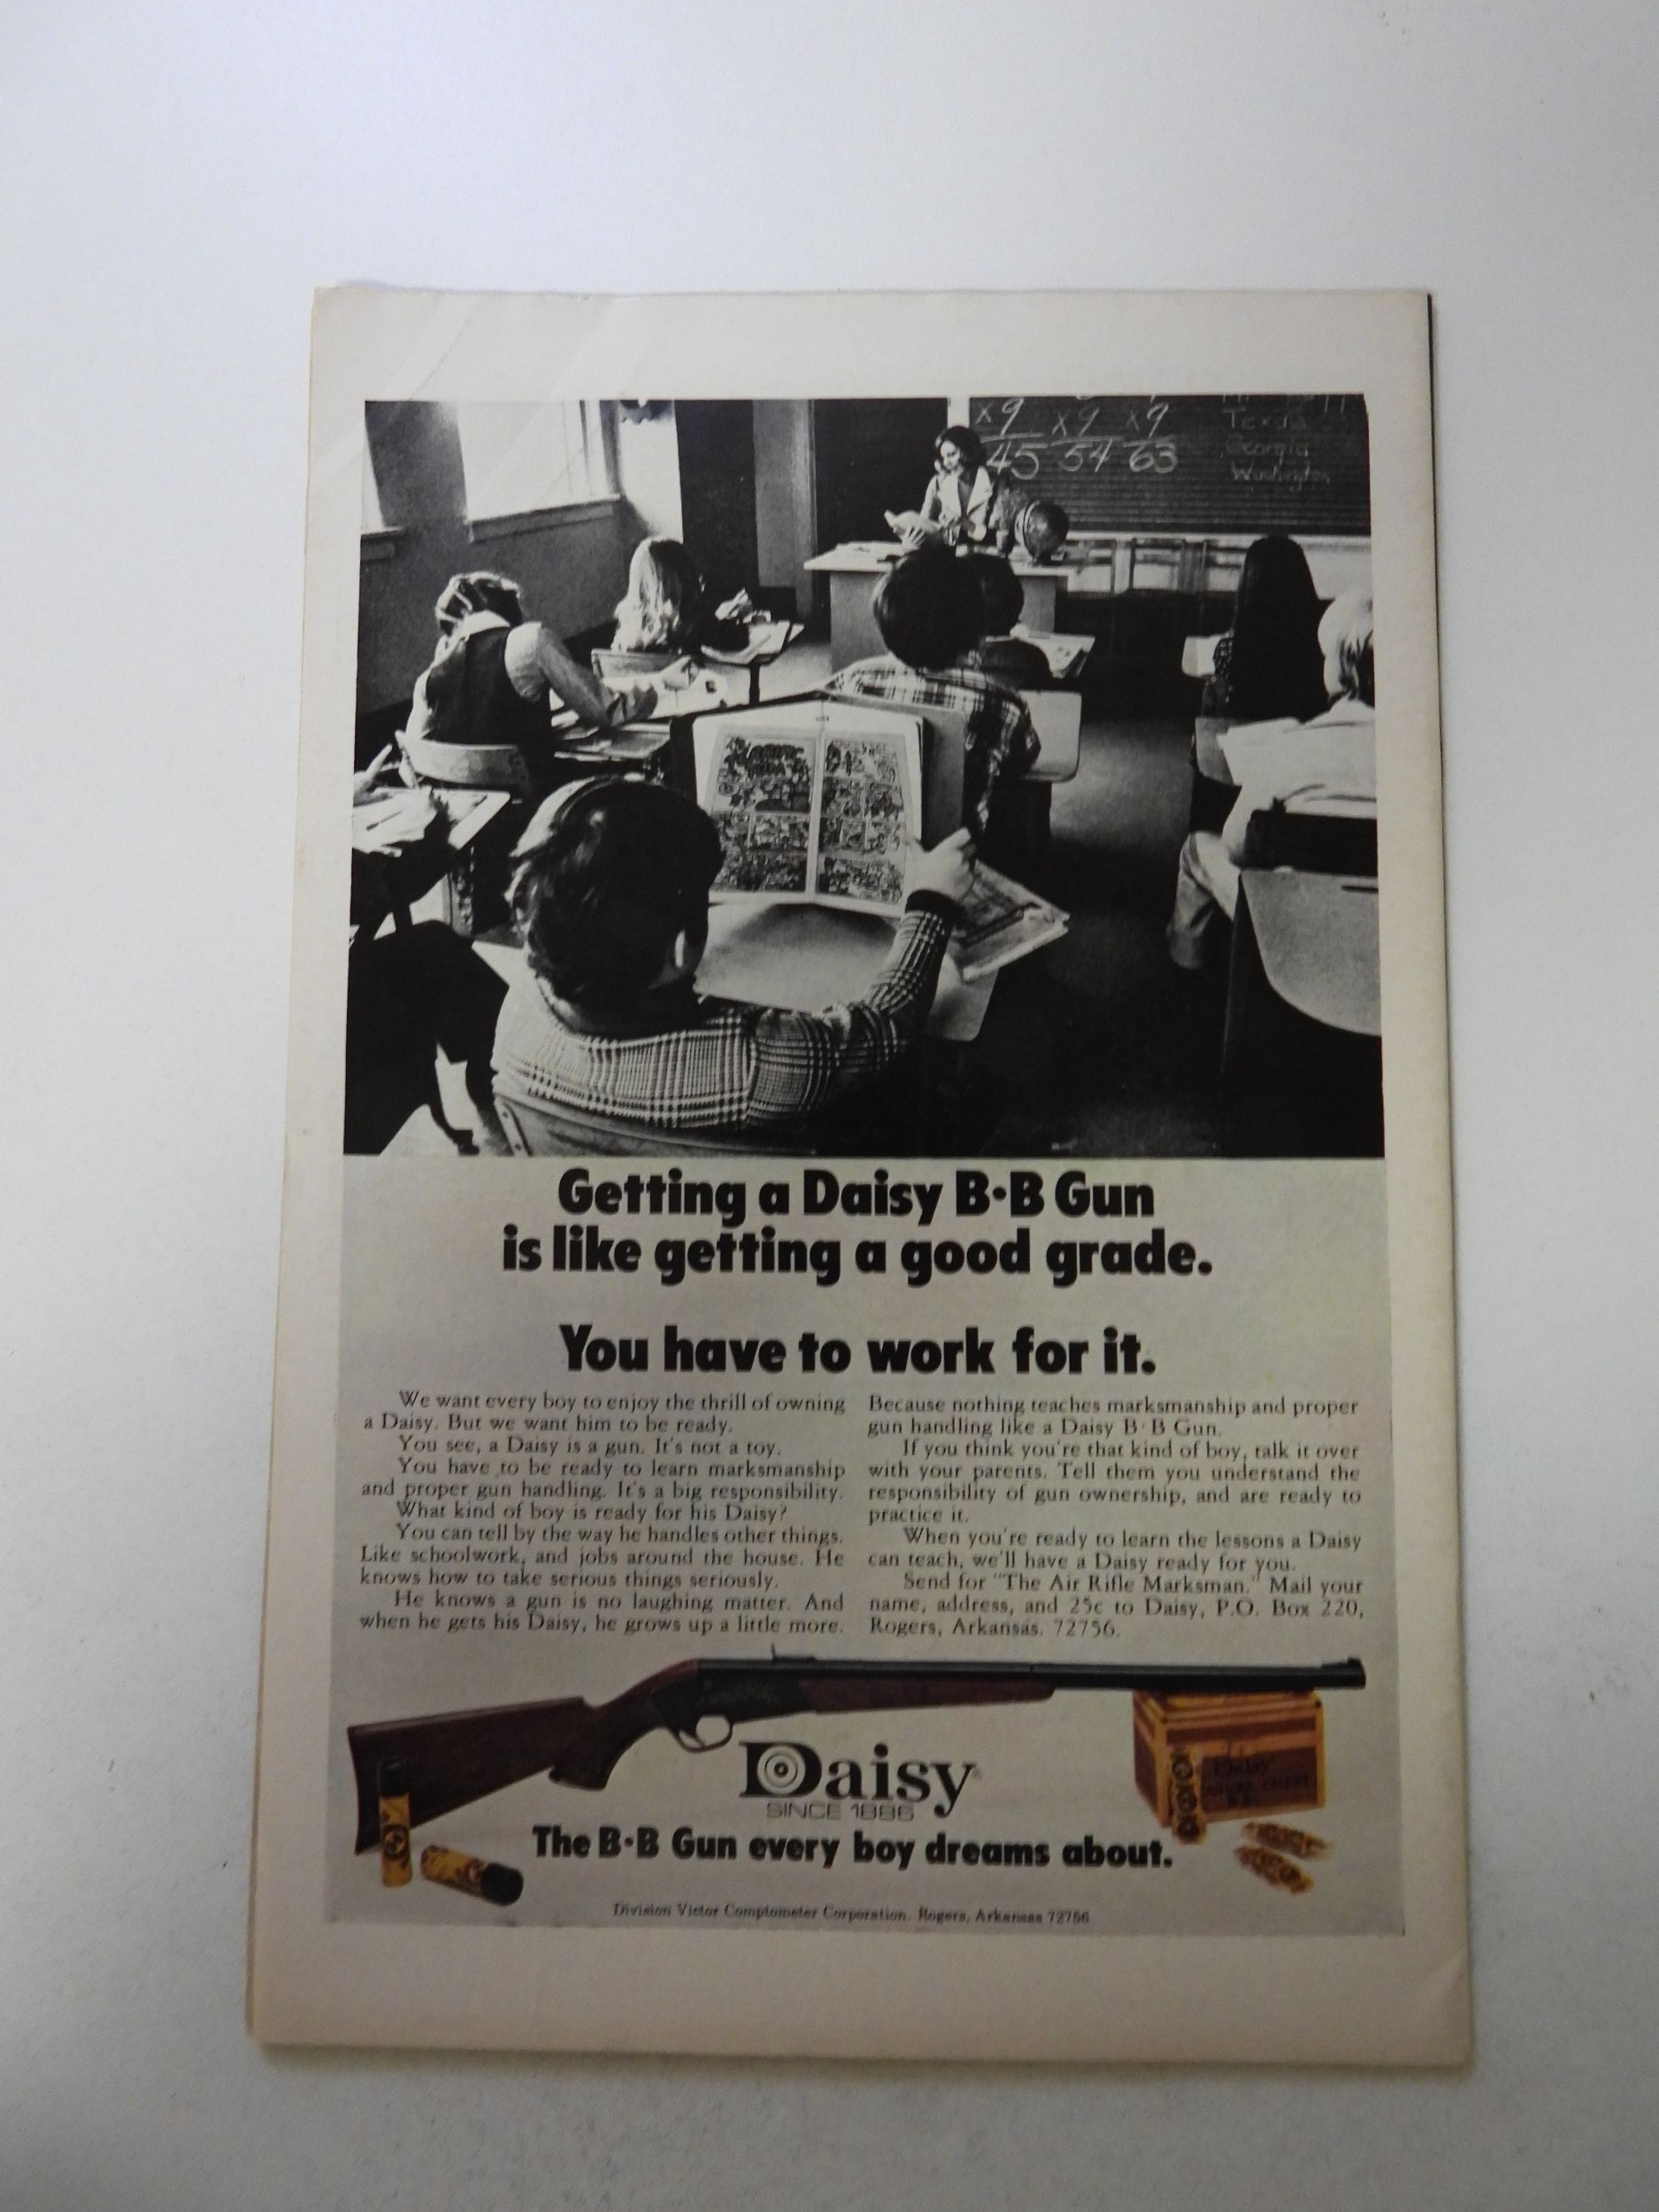 x9 x9 x9
45 54 63
Texas
Georgia
Washington
Getting a Daisy B·B Gun
is like getting a good grade.
You have to work for it.
We want every boy to enjoy the thrill of owning
a Daisy. But we want him to be ready.
You see, a Daisy is a gun. It's not a toy.
You have to be ready to learn marksmanship
and proper gun handling. It's a big responsibility.
What kind of boy is ready for his Daisy?
You can tell by the way he handles other things.
Like schoolwork, and jobs around the house. He
knows how to take serious things seriously.
He knows a gun is no laughing matter. And
when he gets his Daisy, he grows up a little more.
Because nothing teaches marksmanship and proper
gun handling like a Daisy B·B Gun.
If you think you're that kind of boy, talk it over
with your parents. Tell them you understand the
responsibility of gun ownership, and are ready to
practice it.
When you're ready to learn the lessons a Daisy
can teach, we'll have a Daisy ready for you.
Send for "The Air Rifle Marksman." Mail your
name, address, and 25c to Daisy, P.O. Box 220,
Rogers, Arkansas. 72756.
Daisy
SINCE 1886
DAISY
The B·B Gun every boy dreams about.
Division Victor Comptometer Corporation. Rogers, Arkansas 72756